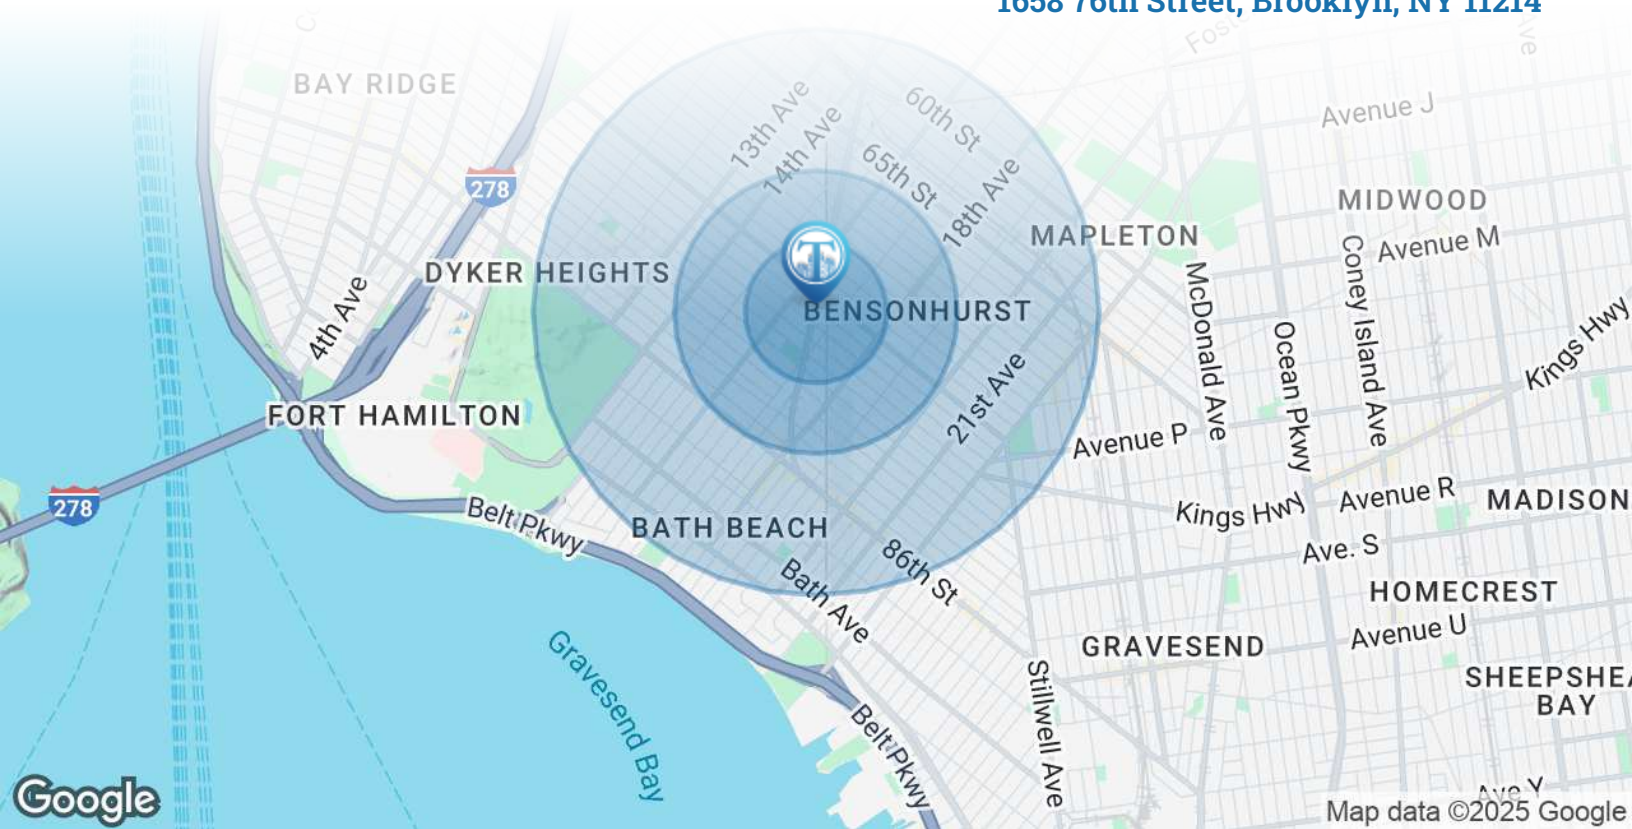 1658 76th Street, Brooklyn, NY 11214
BAY RIDGE
13th Ave
14th Ave
60th St
65th St
18th Ave
Avenue J
278
MIDWOOD
Avenue M
MAPLETON
DYKER HEIGHTS
T
BENSONHURST
4th Ave
McDonald Ave
Ocean Pkwy
Coney Island Ave
Kings Hwy
21st Ave
FORT HAMILTON
Avenue P
278
Belt Pkwy
BATH BEACH
86th St
Bath Ave
Kings Hwy
Avenue R
MADISON
Ave. S
HOMECREST
Avenue U
GRAVESEND
SHEEPSHEA
BAY
Gravesend Bay
Stillwell Ave
Belt Pkwy
Ave Y
Google
Map data ©2025 Google